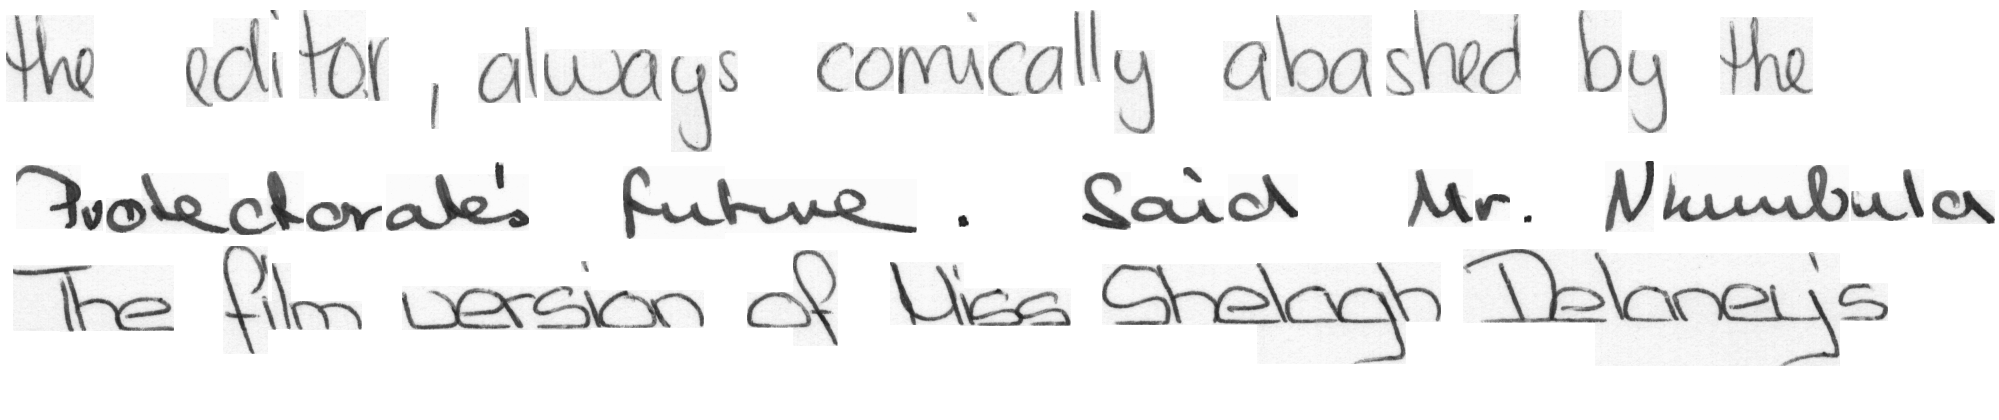 the editor, always comically abashed by the
Protectorate's future. Said Mr. Nkumbula
The film version of Miss Shelagh Delaney's